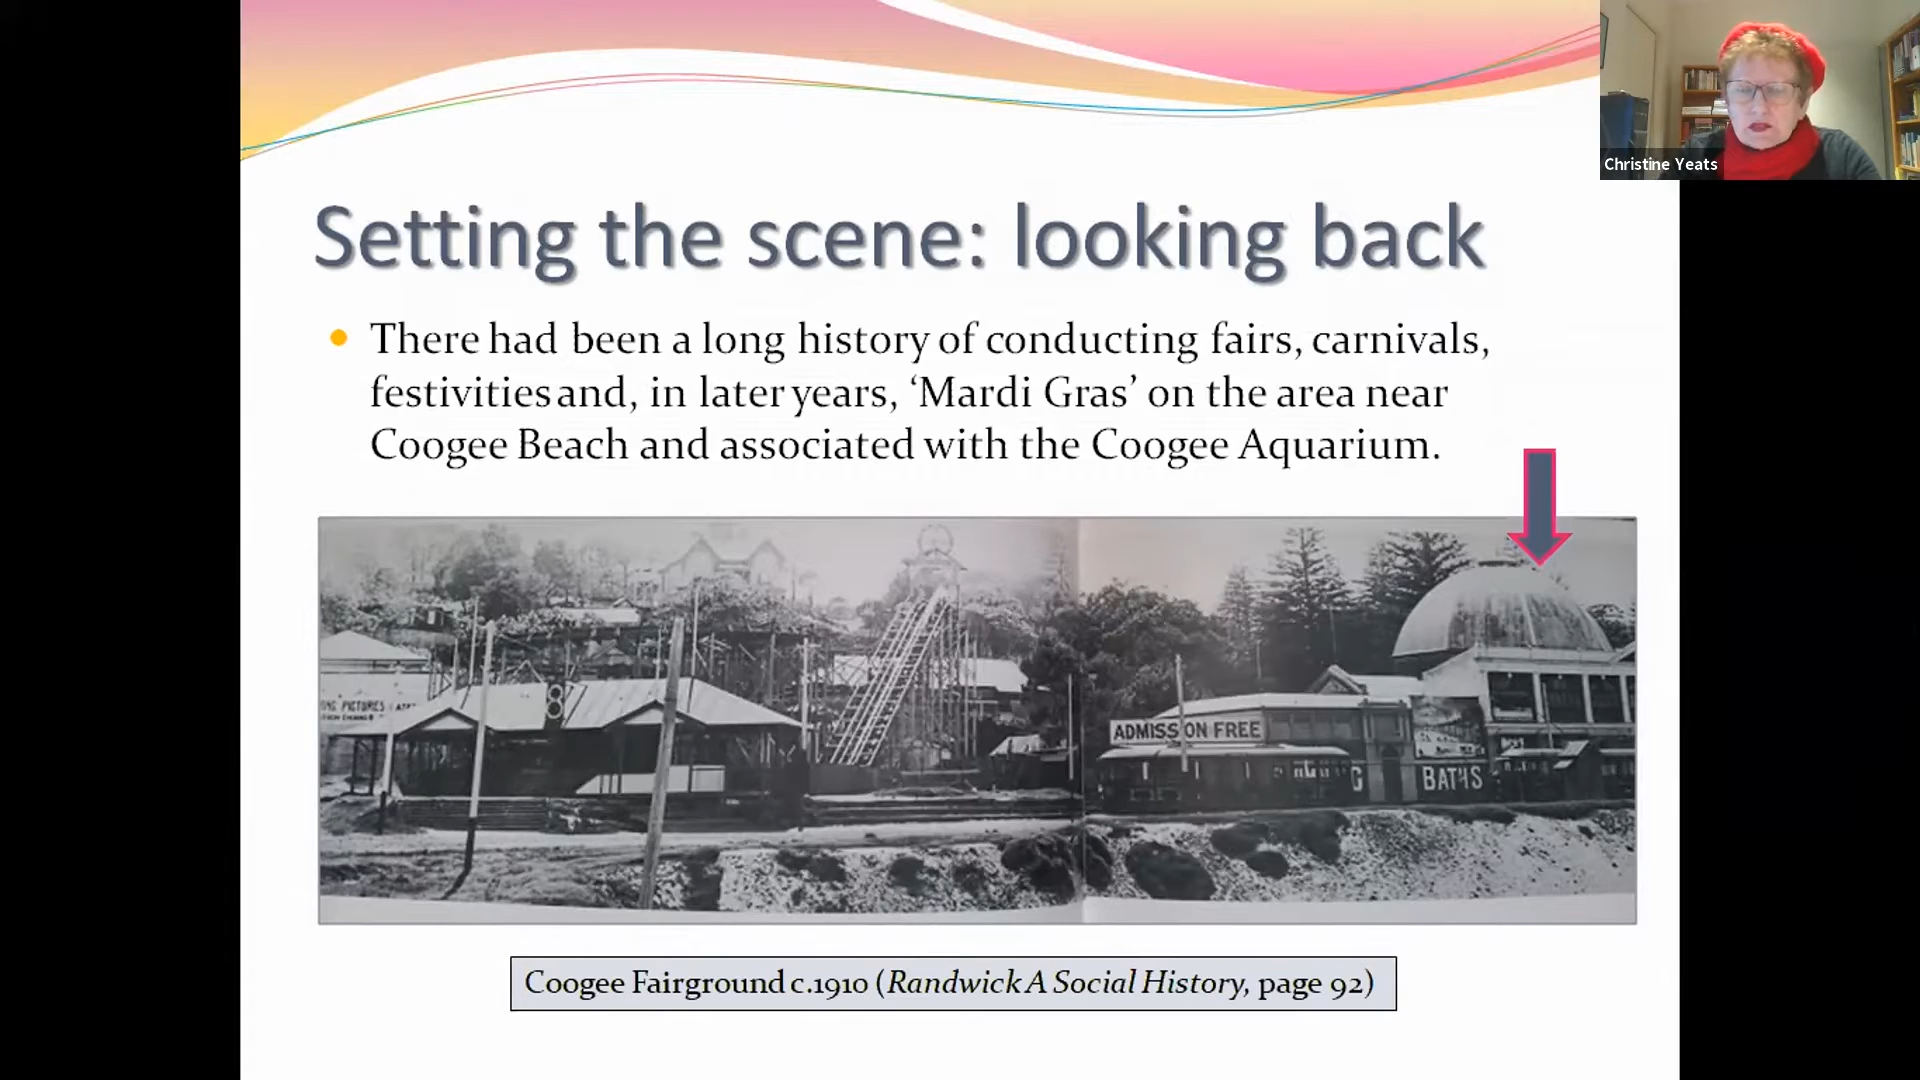 Christine Yeats
Setting the scene: looking back
There had been a long history of conducting fairs, carnivals,
festivities and, in later years, ‘Mardi Gras’ on the area near
Coogee Beach and associated with the Coogee Aquarium.
PICTURES
ADMISSION FREE
BATHS
Coogee Fairground c.1910 (Randwick A Social History, page 92)